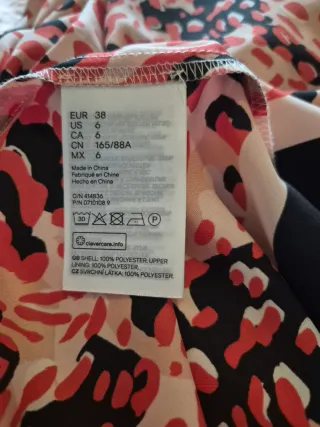 EUR 38
US 6
CA 6
CN 165/88A
MX 6
Made in China
Fabriqué en Chine
Hecho en China
O/N 414836
P/N 0710108 9
30
P
clevercare.info
GB SHELL: 100% POLYESTER. UPPER
LINING: 100% POLYESTER.
CZ SVRCHNÍ LÁTKA: 100% POLYESTER.